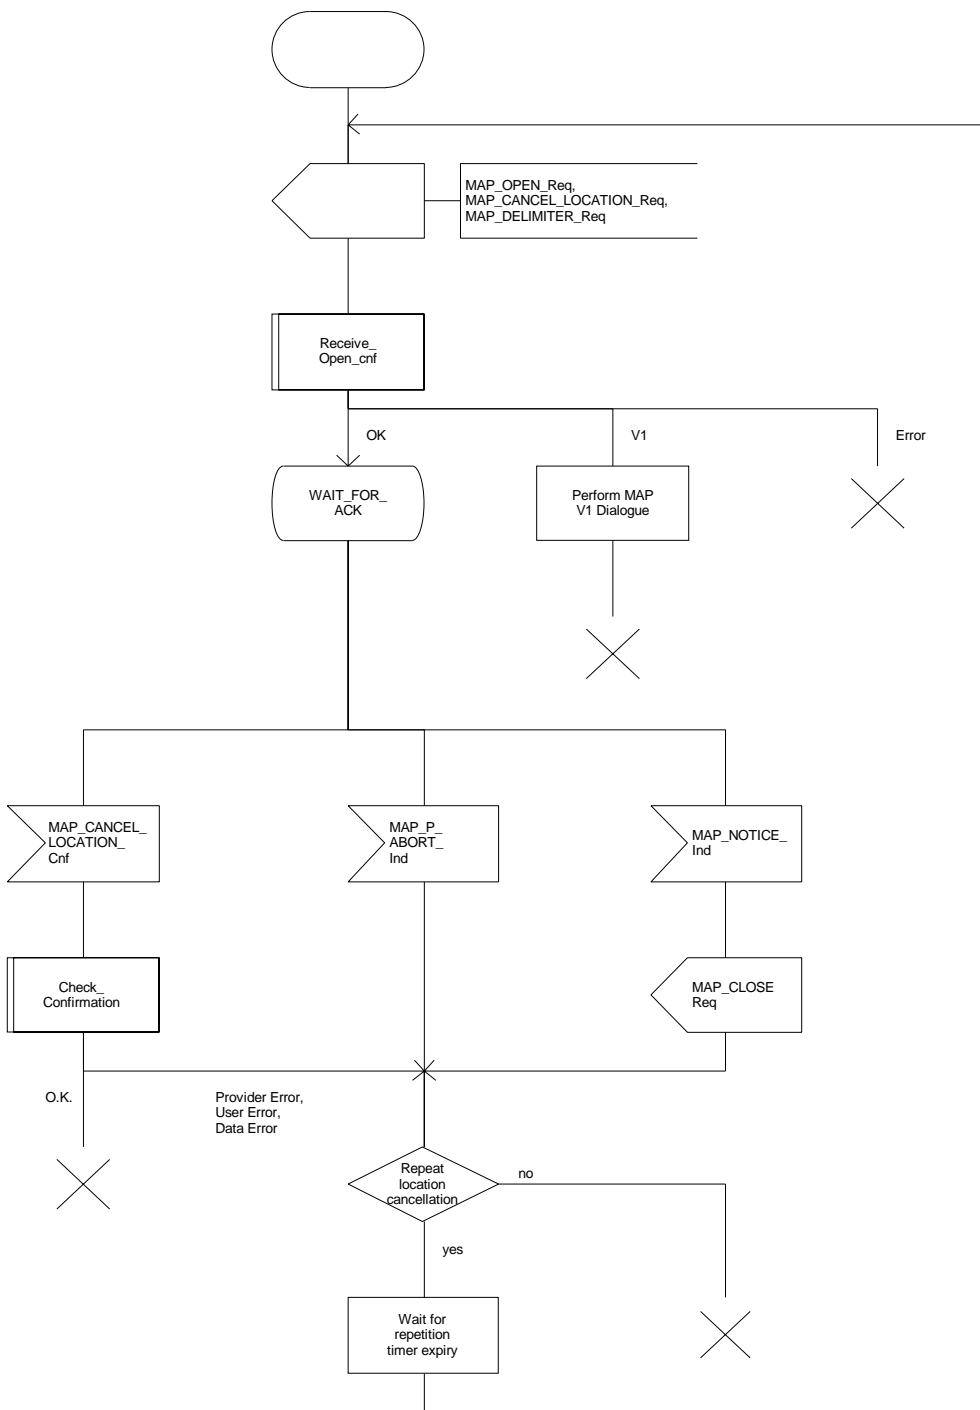 MAP_OPEN_Req,
MAP_CANCEL_LOCATION_Req,
MAP_DELIMITER_Req
Receive_
Open_cnf
OK
V1
Error
WAIT_FOR_
ACK
Perform MAP
V1 Dialogue
MAP_CANCEL_
LOCATION_
Cnf
MAP_P_
ABORT_
Ind
MAP_NOTICE_
Ind
Check_
Confirmation
MAP_CLOSE
Req
O.K.
Provider Error,
User Error,
Data Error
Repeat
location
cancellation
no
yes
Wait for
repetition
timer expiry